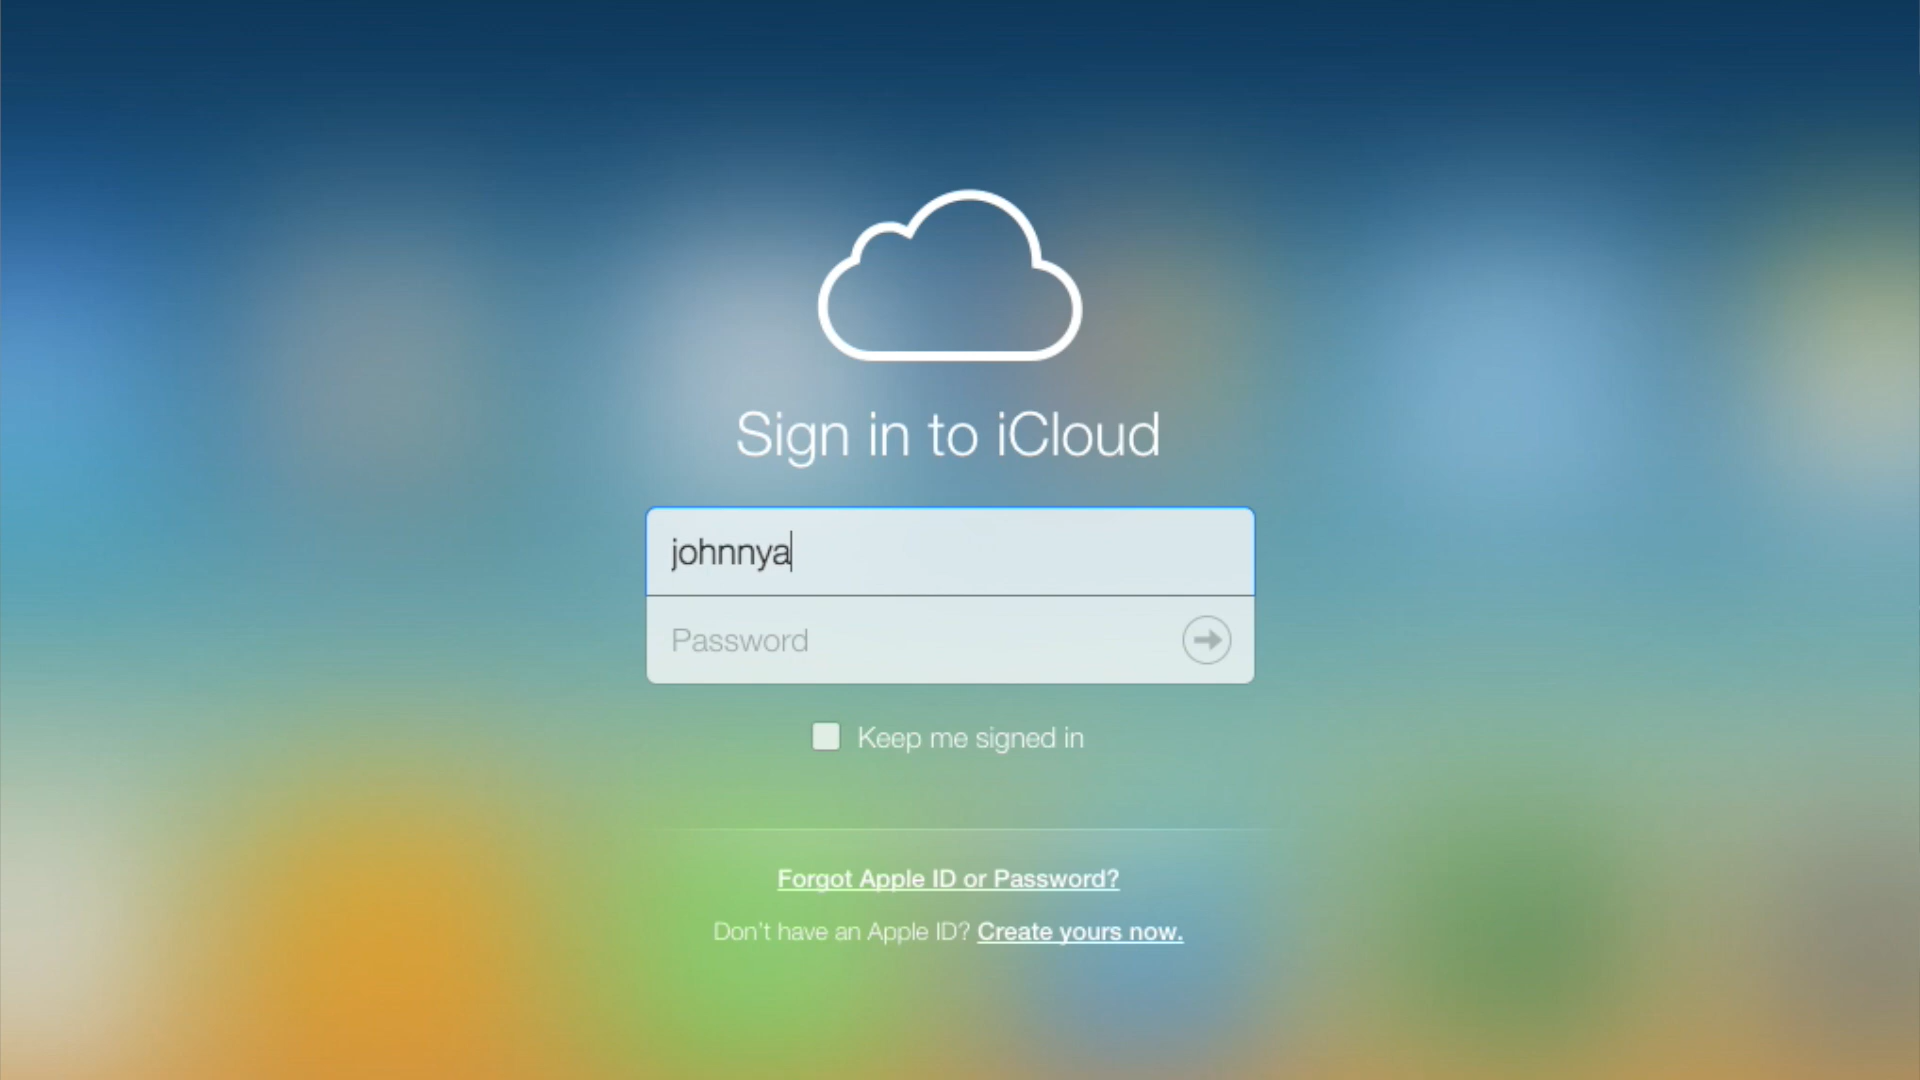 Sign in to iCloud
johnnya
Password
Keep me signed in
Forgot Apple ID or Password?
Don't have an Apple ID? Create yours now.